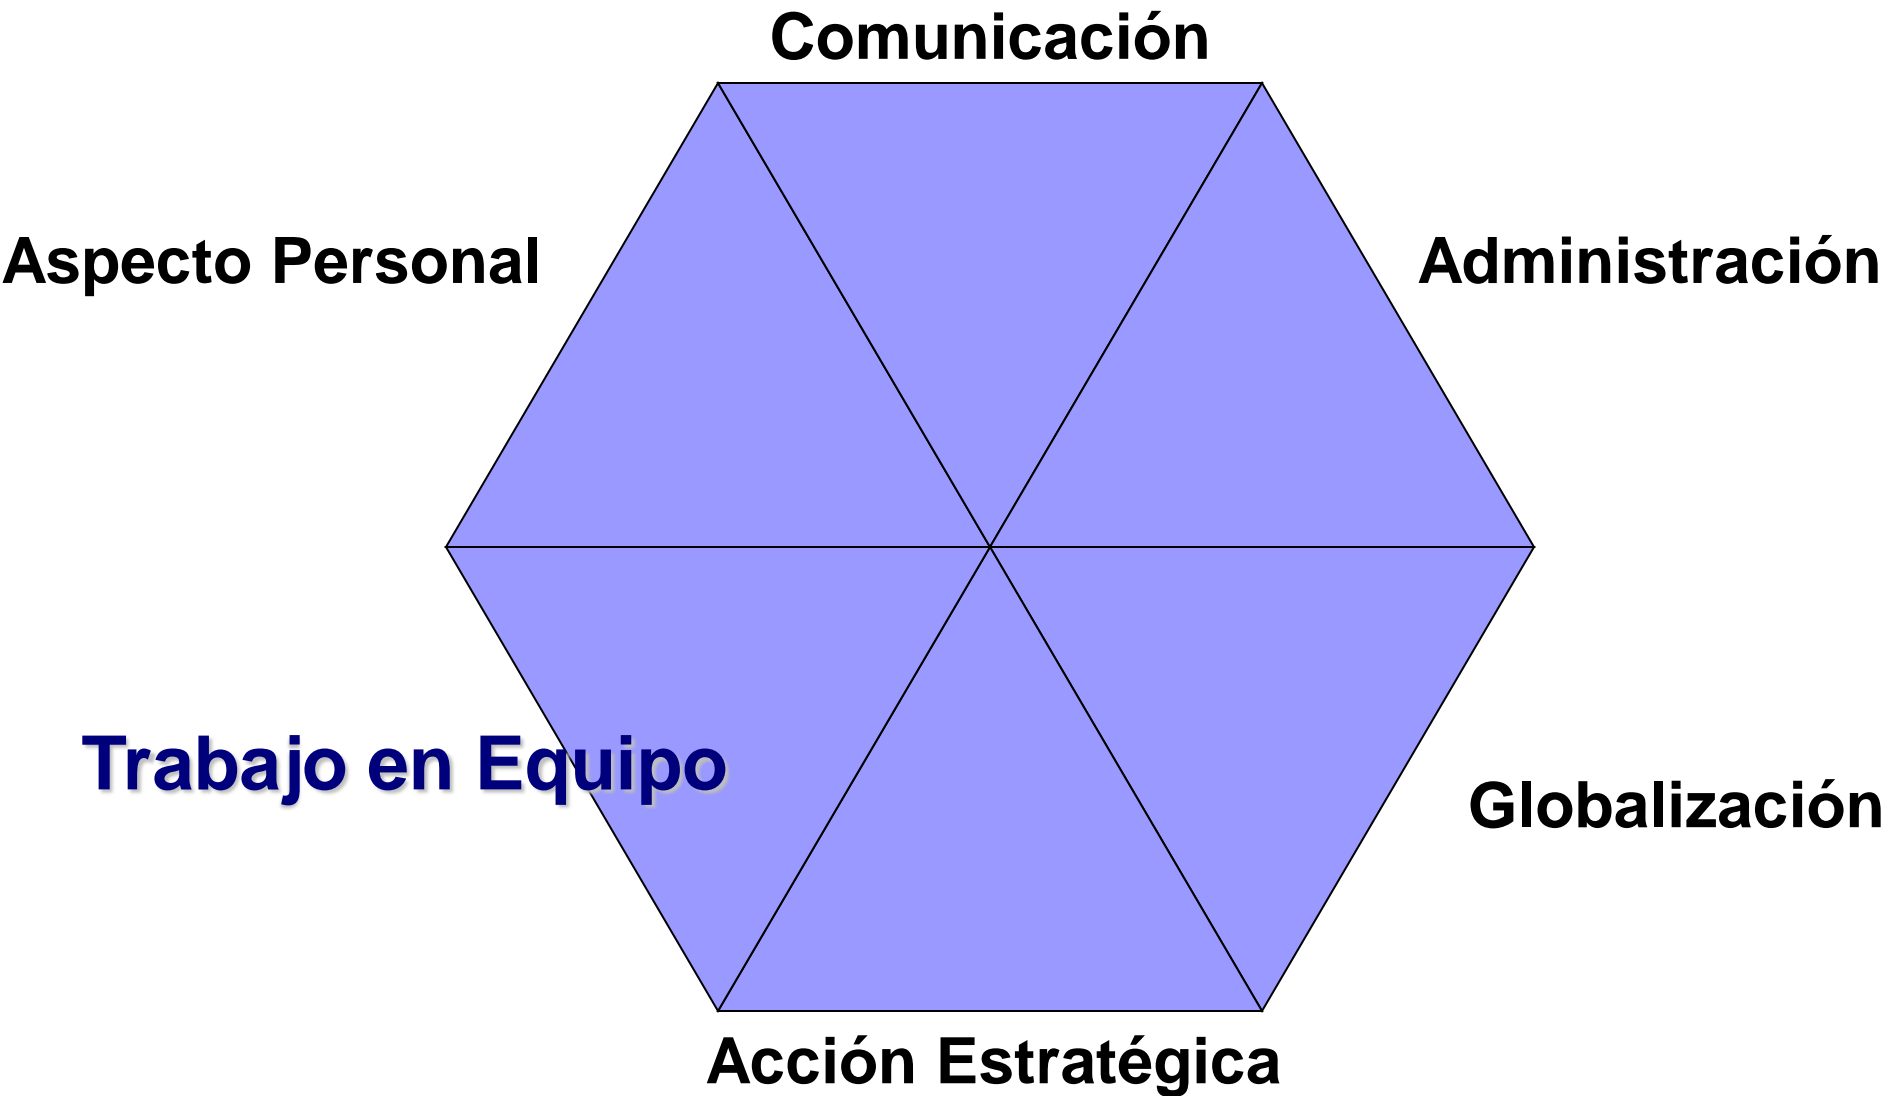 Comunicación
Aspecto Personal
Administración
Trabajo en Equipo
Globalización
Acción Estratégica